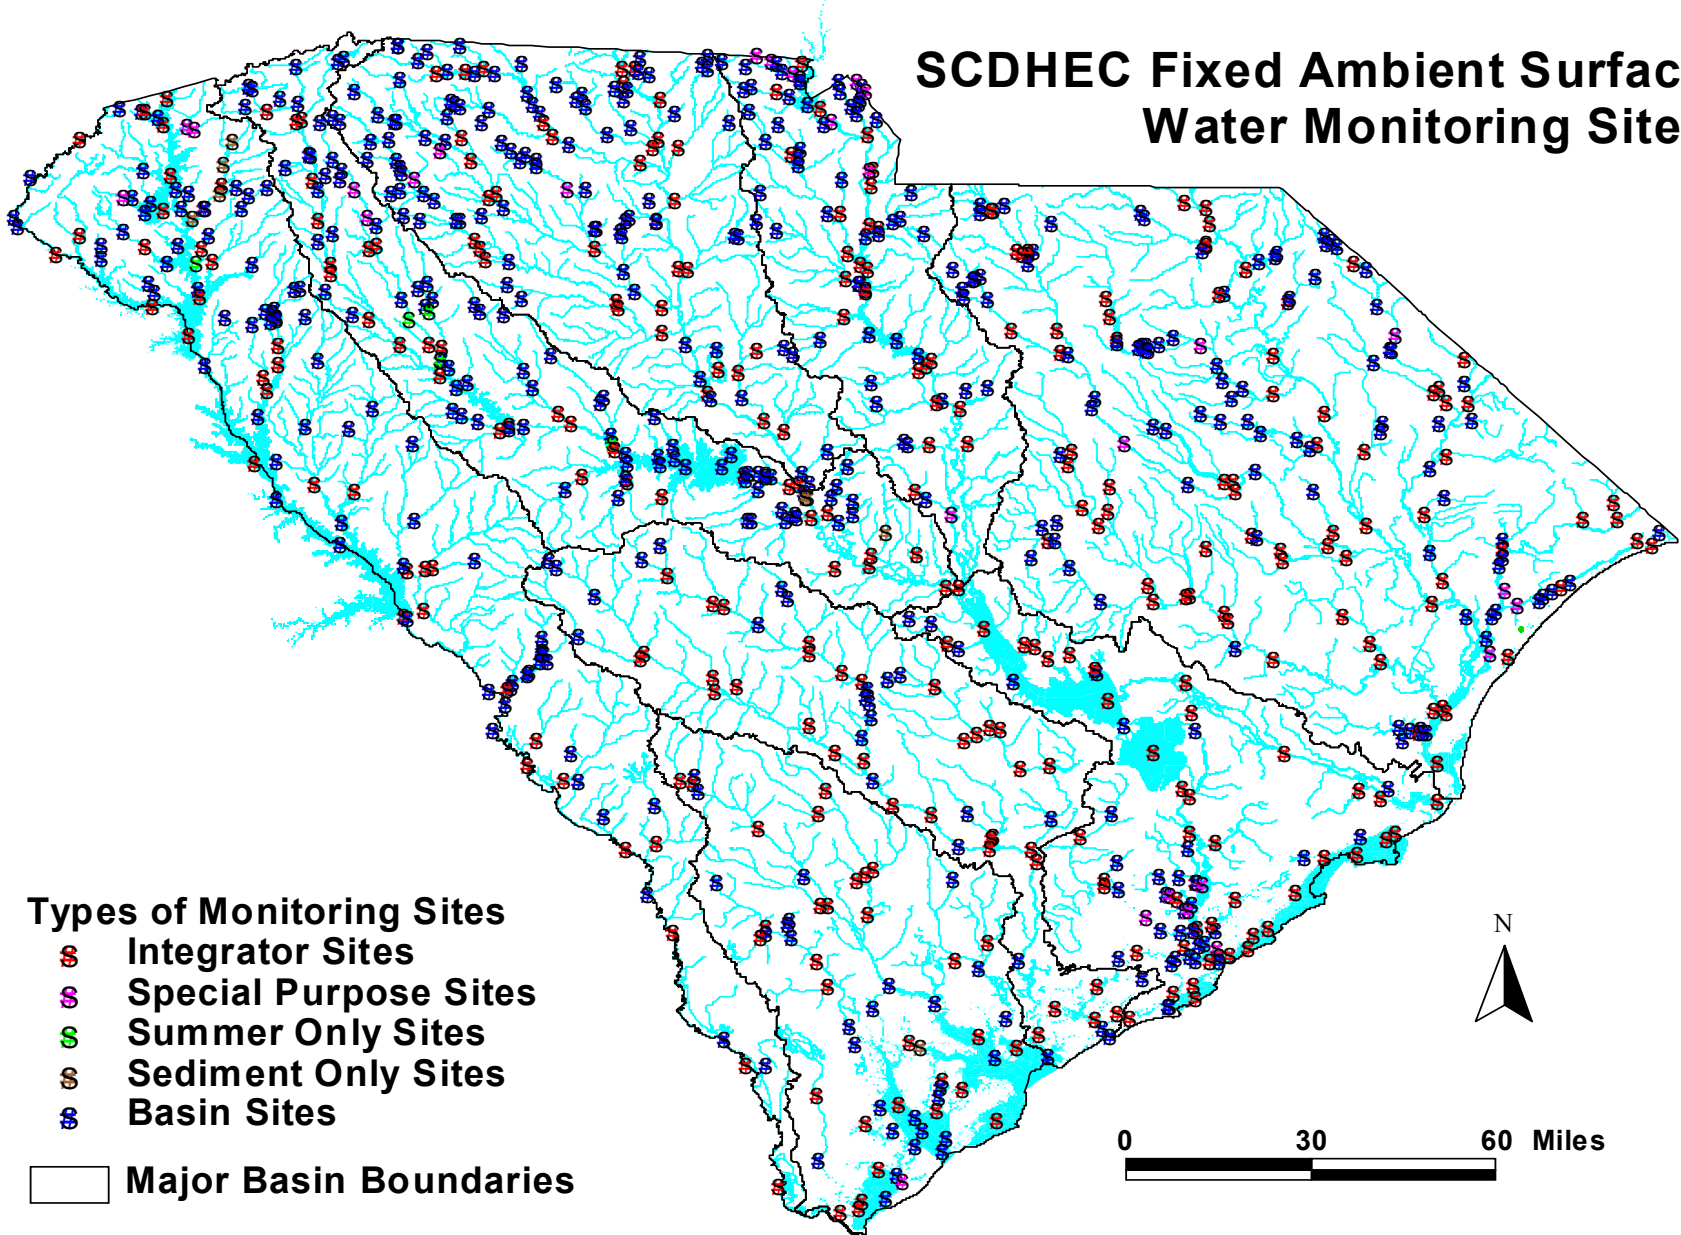 SCDHEC Fixed Ambient Surfac
Water Monitoring Site
Types of Monitoring Sites
S Integrator Sites
S Special Purpose Sites
S Summer Only Sites
S Sediment Only Sites
S Basin Sites
Major Basin Boundaries
N
0 30 60 Miles